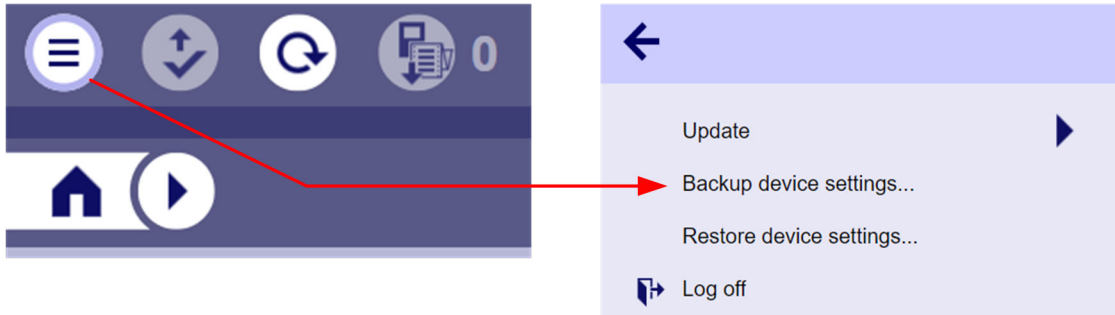 0
Update
Backup device settings...
Restore device settings...
Log off